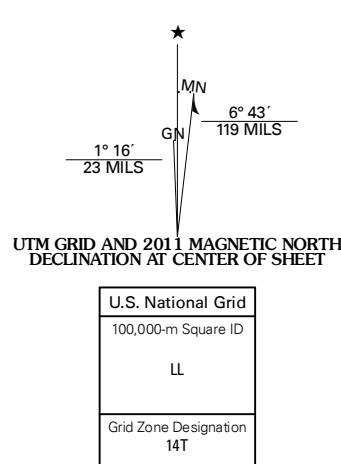 ★
MN
6° 43´
119 MILS
GN
1° 16´
23 MILS
UTM GRID AND 2011 MAGNETIC NORTH
DECLINATION AT CENTER OF SHEET
U.S. National Grid
100,000-m Square ID
LL
Grid Zone Designation
14T